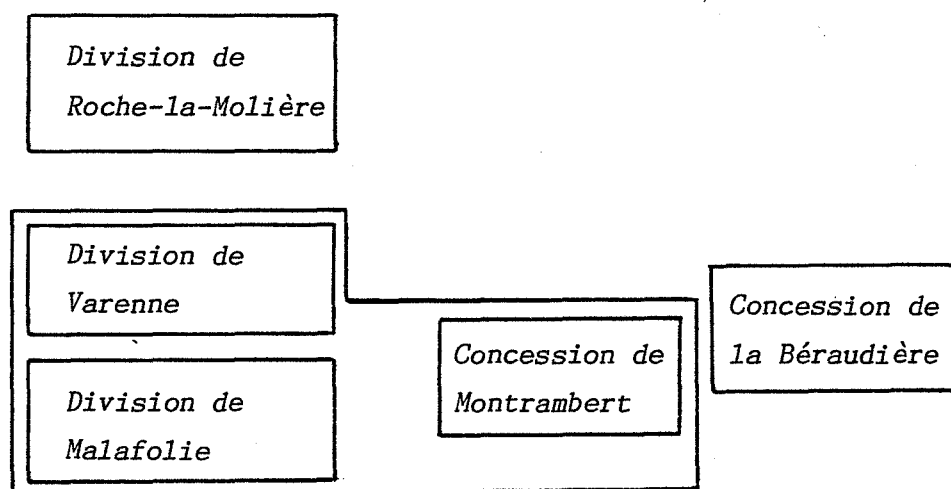 Division de
Roche-la-Molière
Division de
Varenne
Concession de
la Béraudière
Concession de
Montrambert
Division de
Malafolie